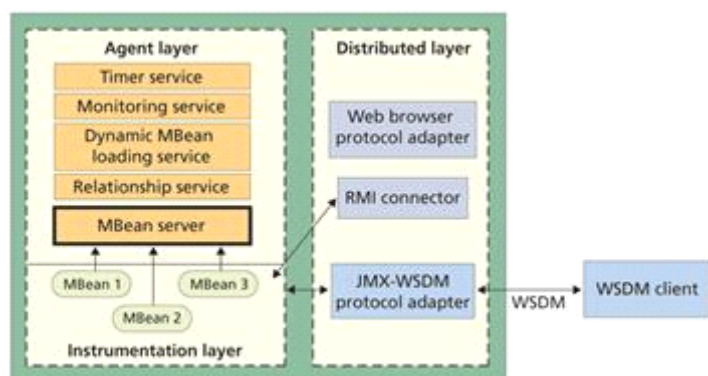 Agent layer
Timer service
Monitoring service
Dynamic MBean
loading service
Relationship service
MBean server
MBean 1
MBean 3
MBean 2
Instrumentation layer
Distributed layer
Web browser
protocol adapter
RMI connector
JMX-WSDM
protocol adapter
WSDM
WSDM client